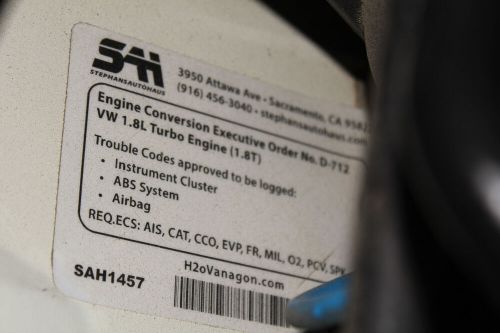 SAH
STEPHANSAUTOHAUS
3950 Attawa Ave • Sacramento, CA 9582
(916) 456-3040 • stephansautohaus.com
Engine Conversion Executive Order No. D-712
VW 1.8L Turbo Engine (1.8T)
Trouble Codes approved to be logged:
• Instrument Cluster
• ABS System
• Airbag
REQ.ECS: AIS, CAT, CCO, EVP, FR, MIL, O2, PCV, SPK
H2oVanagon.com
SAH1457